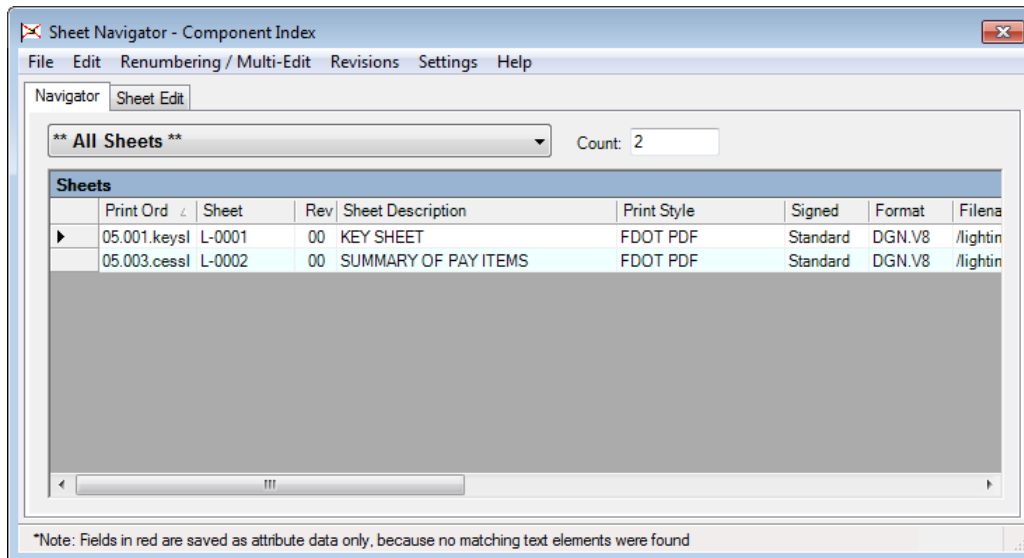 Sheet Navigator - Component Index
File Edit Renumbering / Multi-Edit Revisions Settings Help
Navigator Sheet Edit
** All Sheets ** Count: 2
Sheets
Print Ord Sheet Rev Sheet Description Print Style Signed Format Filena
05.001.keysl L-0001 00 KEY SHEET FDOT PDF Standard DGN.V8 /lightin
05.003.cessl L-0002 00 SUMMARY OF PAY ITEMS FDOT PDF Standard DGN.V8 /lightin
*Note: Fields in red are saved as attribute data only, because no matching text elements were found